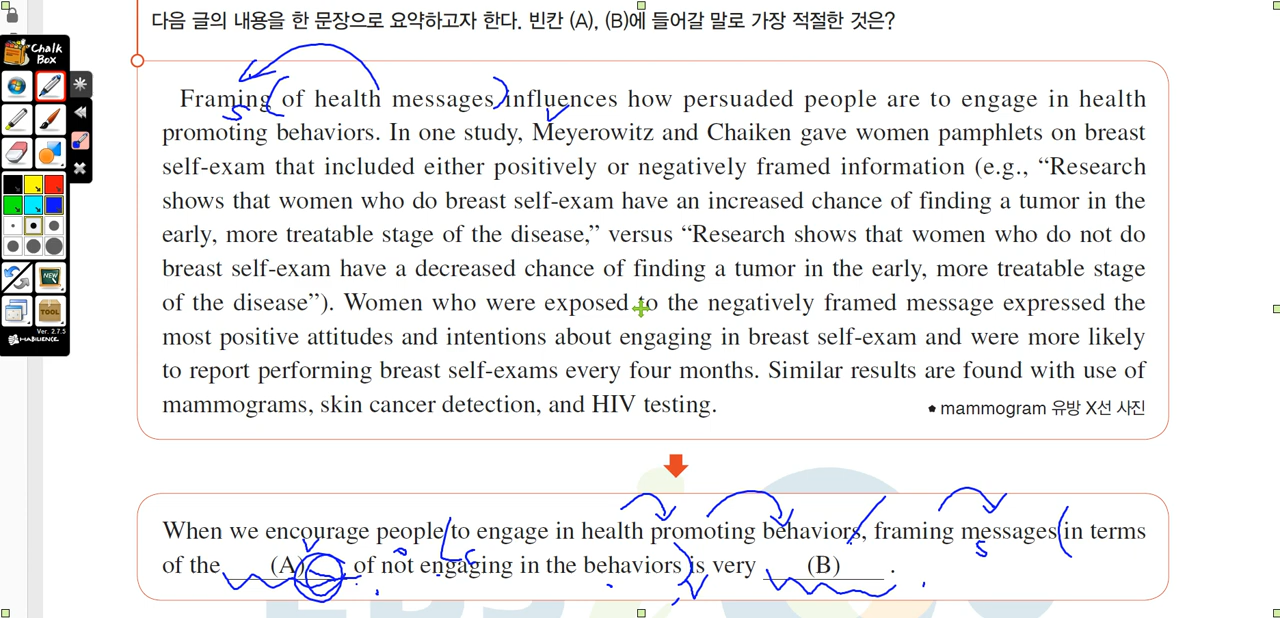 다음 글의 내용을 한 문장으로 요약하고자 한다. 빈칸 (A), (B)에 들어갈 말로 가장 적절한 것은?
Chalk
Box
Framing of health messages influences how persuaded people are to engage in health
promoting behaviors. In one study, Meyerowitz and Chaiken gave women pamphlets on breast
self-exam that included either positively or negatively framed information (e.g., “Research
shows that women who do breast self-exam have an increased chance of finding a tumor in the
early, more treatable stage of the disease,” versus “Research shows that women who do not do
breast self-exam have a decreased chance of finding a tumor in the early, more treatable stage
of the disease”). Women who were exposed to the negatively framed message expressed the
most positive attitudes and intentions about engaging in breast self-exam and were more likely
to report performing breast self-exams every four months. Similar results are found with use of
mammograms, skin cancer detection, and HIV testing.
* mammogram 유방 X선 사진
NEW
TOOL
Ver. 2.7.5
HABILIENCE
S
V
When we encourage people to engage in health promoting behaviors, framing messages in terms
of the (A) of not engaging in the behaviors is very (B) .
S
S
V
EBS